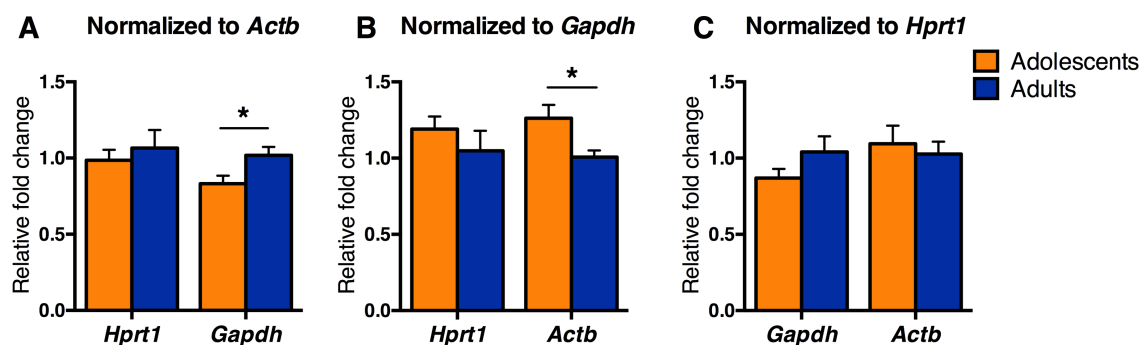 A Normalized to Actb
B Normalized to Gapdh
C Normalized to Hprt1
Adolescents
Adults
Relative fold change
1.5
1.0
0.5
0.0
*
Hprt1 Gapdh
Relative fold change
1.5
1.0
0.5
0.0
*
Hprt1 Actb
Relative fold change
1.5
1.0
0.5
0.0
Gapdh Actb